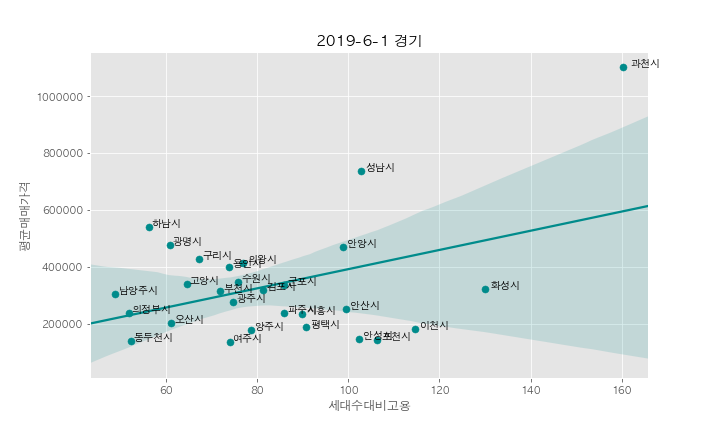 2019-6-1 경기
과천시
1000000
800000
성남시
600000
하남시
광명시
안양시
구리시
의왕시
용인시
400000
고양시
수원시
군포시
부천시
김포시
화성시
남양주시
광주시
의정부시
파주시
시흥시
안산시
오산시
200000
양주시
평택시
이천시
동두천시
여주시
안성시
60
80
100
120
140
160
세대수대비고용
평균매매가격